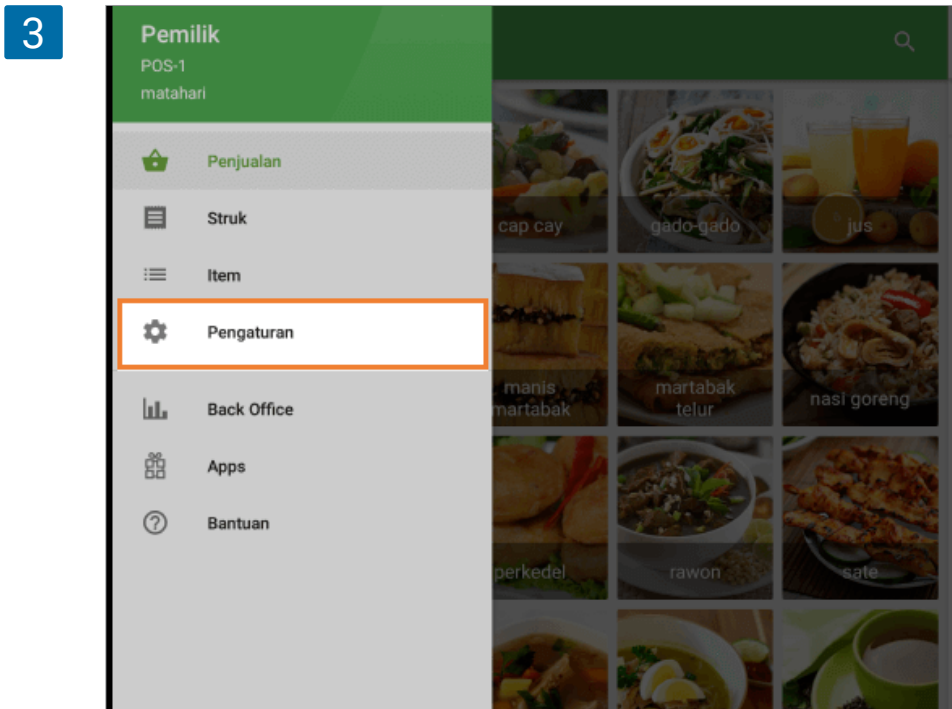 3
Pemilik
POS-1
matahari
Penjualan
Struk
Item
Pengaturan
Back Office
Apps
Bantuan
cap cay
gado-gado
jus
manis
martabak
martabak
telur
nasi goreng
perkedel
rawon
sate